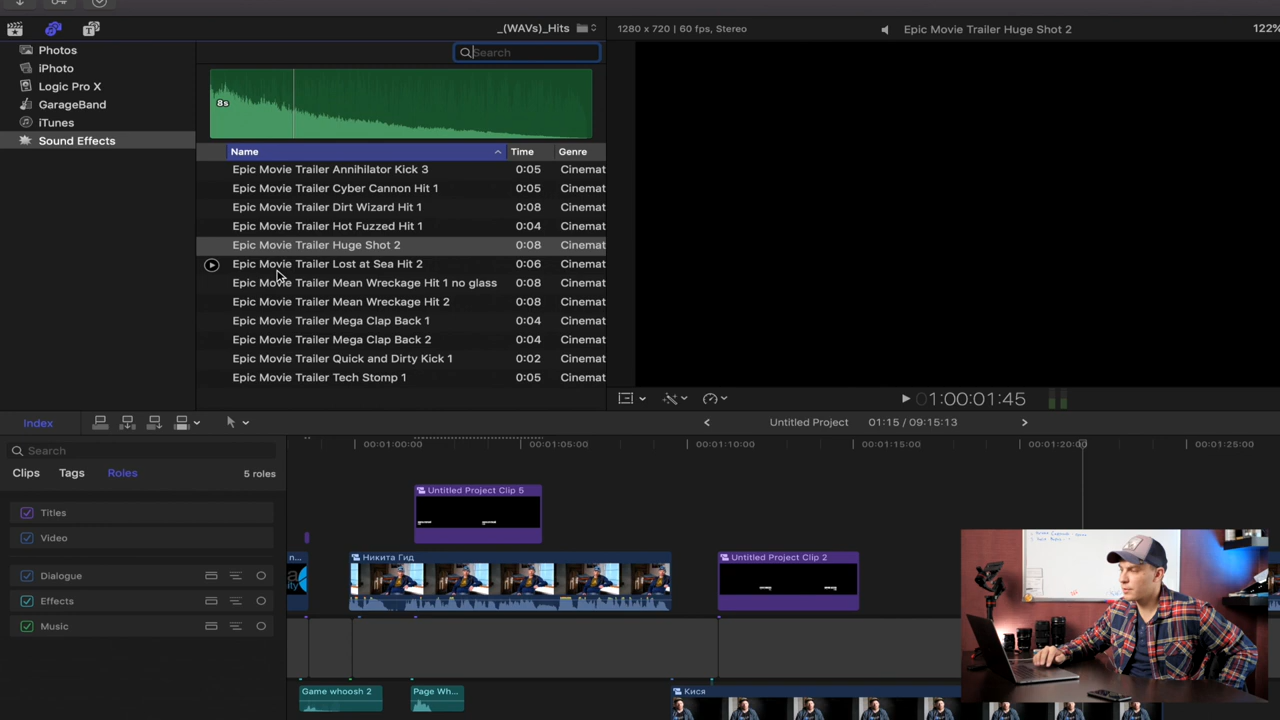 _(WAVs)_Hits
1280 x 720 | 60 fps, Stereo
Epic Movie Trailer Huge Shot 2
122%
Photos
iPhoto
Logic Pro X
GarageBand
iTunes
Sound Effects
Search
8s
Name Time Genre
Epic Movie Trailer Annihilator Kick 3 0:05 Cinemat
Epic Movie Trailer Cyber Cannon Hit 1 0:05 Cinemat
Epic Movie Trailer Dirt Wizard Hit 1 0:08 Cinemat
Epic Movie Trailer Hot Fuzzed Hit 1 0:04 Cinemat
Epic Movie Trailer Huge Shot 2 0:08 Cinemat
Epic Movie Trailer Lost at Sea Hit 2 0:06 Cinemat
Epic Movie Trailer Mean Wreckage Hit 1 no glass 0:08 Cinemat
Epic Movie Trailer Mean Wreckage Hit 2 0:08 Cinemat
Epic Movie Trailer Mega Clap Back 1 0:04 Cinemat
Epic Movie Trailer Mega Clap Back 2 0:04 Cinemat
Epic Movie Trailer Quick and Dirty Kick 1 0:02 Cinemat
Epic Movie Trailer Tech Stomp 1 0:05 Cinemat
01:00:01:45
Index
Untitled Project
01:15 / 09:15:13
Search
Clips Tags Roles 5 roles
Titles
Video
Dialogue
Effects
Music
00:01:00:00 00:01:05:00 00:01:10:00 00:01:15:00 00:01:20:00 00:01:25:00
Untitled Project Clip 5
п...
Никита Гид
Untitled Project Clip 2
Game whoosh 2
Page Wh...
Кися